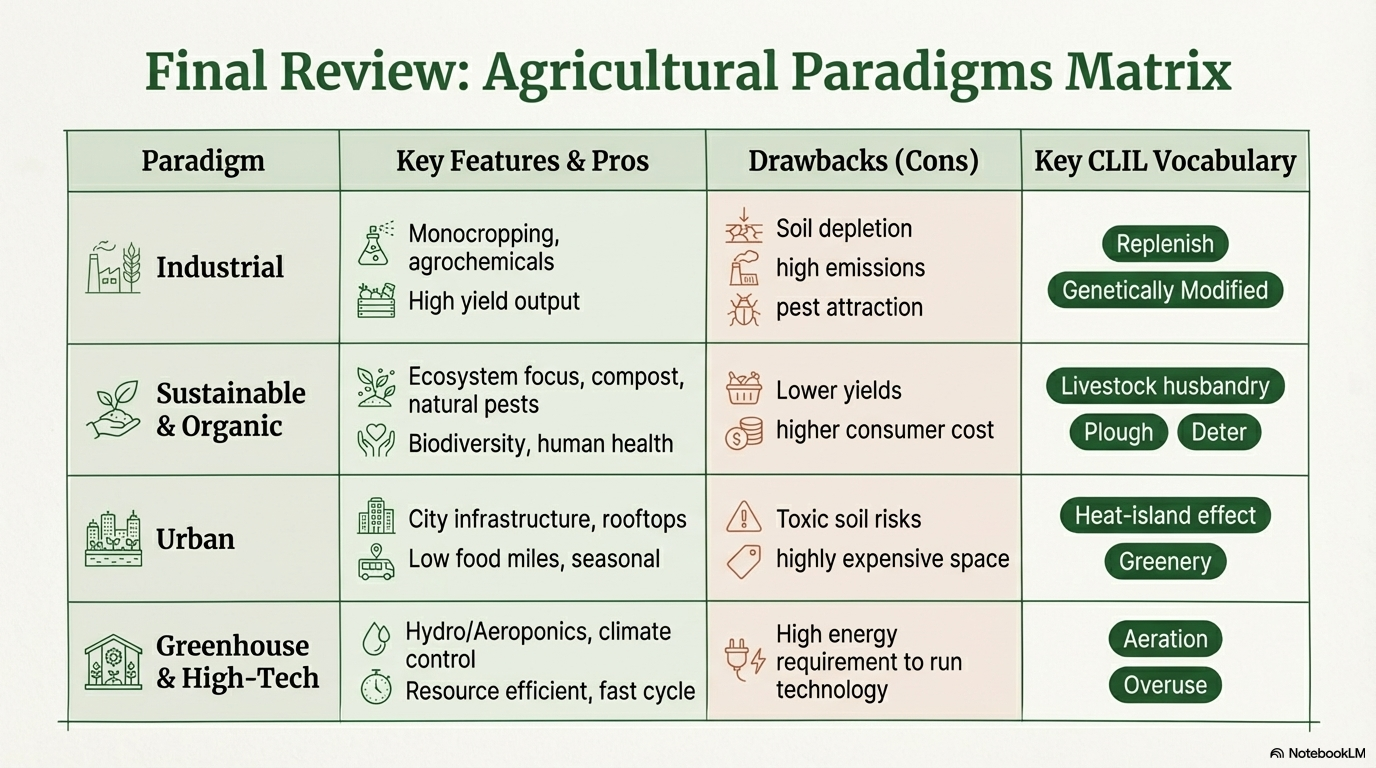 Final Review: Agricultural Paradigms Matrix
Paradigm
Key Features & Pros
Drawbacks (Cons)
Key CLIL Vocabulary
Industrial
Monocropping,
agrochemicals
High yield output
Soil depletion
high emissions
pest attraction
Replenish
Genetically Modified
Sustainable
& Organic
Ecosystem focus, compost,
natural pests
Biodiversity, human health
Lower yields
higher consumer cost
Livestock husbandry
Plough
Deter
Urban
City infrastructure, rooftops
Low food miles, seasonal
Toxic soil risks
highly expensive space
Heat-island effect
Greenery
Greenhouse
& High-Tech
Hydro/Aeroponics, climate
control
Resource efficient, fast cycle
High energy
requirement to run
technology
Aeration
Overuse
NotebookLM